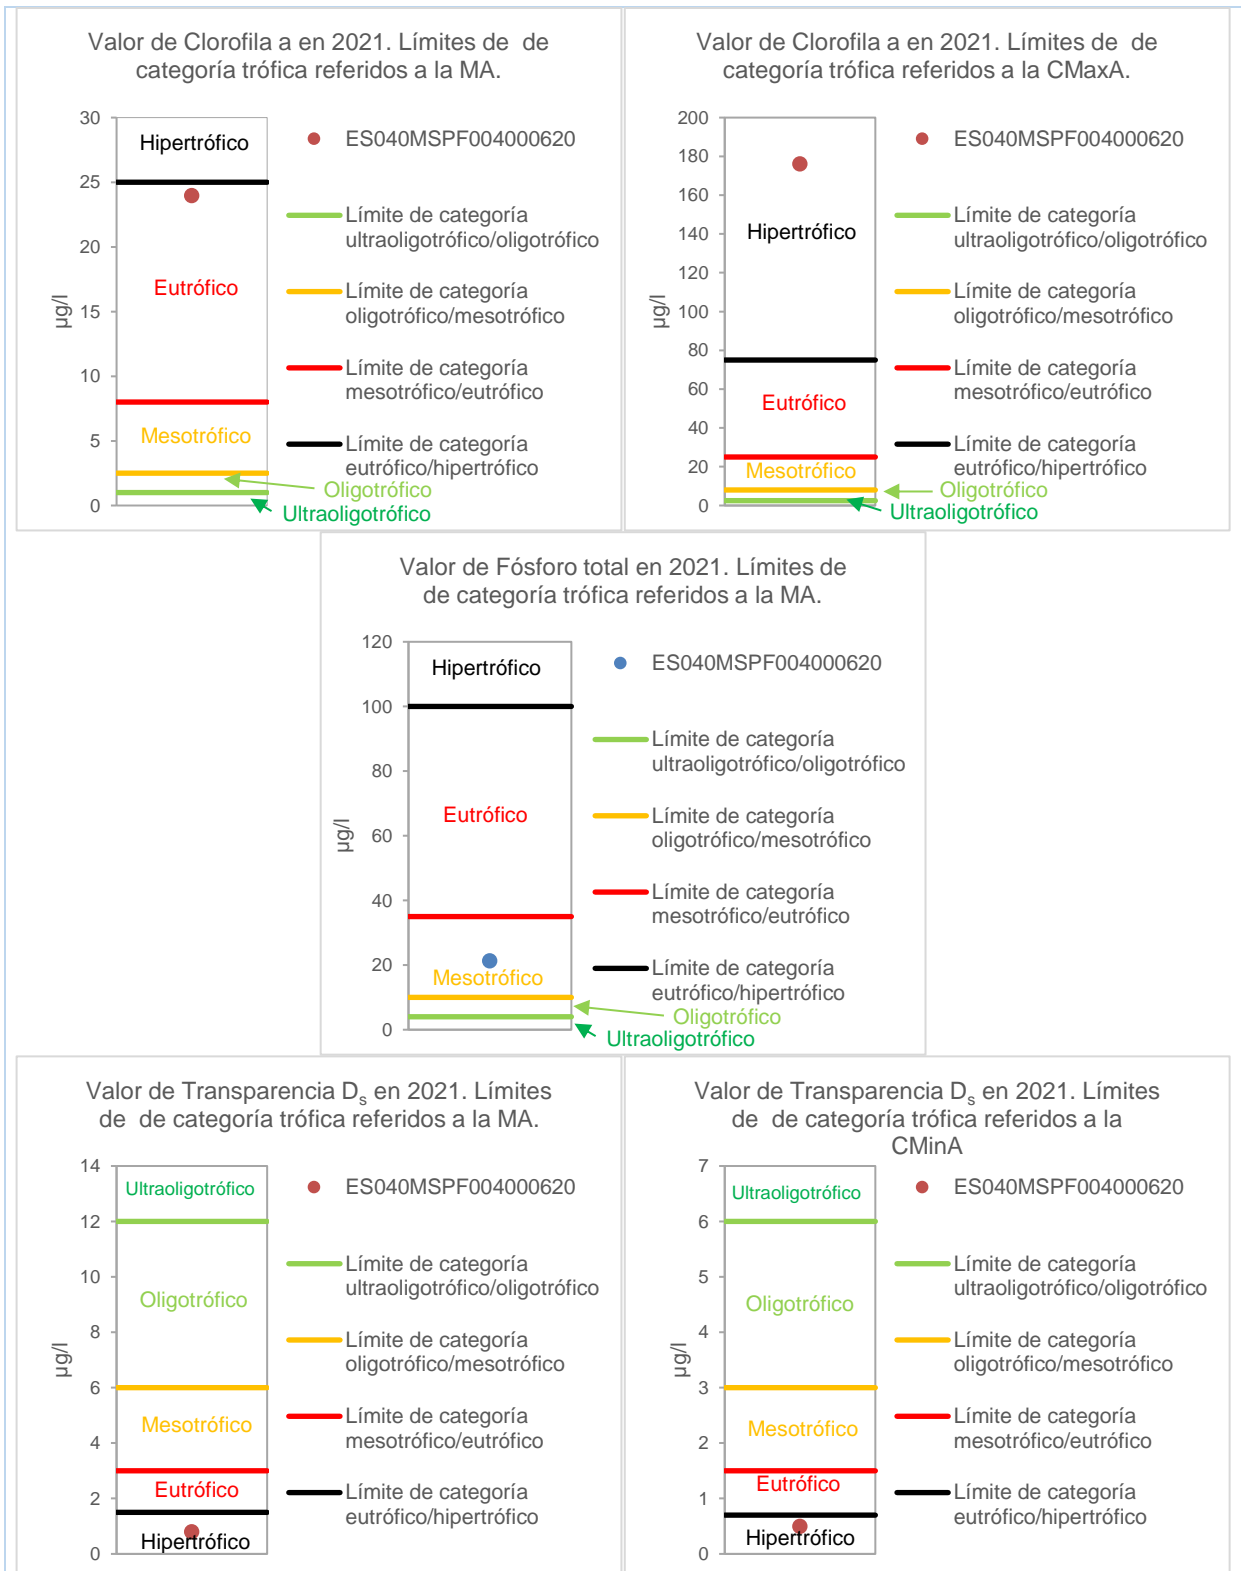 Valor de Clorofila a en 2021. Límites de  de
categoría trófica referidos a la MA.
30
25
20
15
10
5
0
µg/l
Hipertrófico
Eutrófico
Mesotrófico
Oligotrófico
Ultraoligotrófico
ES040MSPF004000620
Límite de categoría
ultraoligotrófico/oligotrófico
Límite de categoría
oligotrófico/mesotrófico
Límite de categoría
mesotrófico/eutrófico
Límite de categoría
eutrófico/hipertrófico
Valor de Clorofila a en 2021. Límites de  de
categoría trófica referidos a la CMaxA.
200
180
160
140
120
100
80
60
40
20
0
µg/l
Hipertrófico
Eutrófico
Mesotrófico
Oligotrófico
Ultraoligotrófico
ES040MSPF004000620
Límite de categoría
ultraoligotrófico/oligotrófico
Límite de categoría
oligotrófico/mesotrófico
Límite de categoría
mesotrófico/eutrófico
Límite de categoría
eutrófico/hipertrófico
Valor de Fósforo total en 2021. Límites de
de categoría trófica referidos a la MA.
120
100
80
60
40
20
0
µg/l
Hipertrófico
Eutrófico
Mesotrófico
Oligotrófico
Ultraoligotrófico
ES040MSPF004000620
Límite de categoría
ultraoligotrófico/oligotrófico
Límite de categoría
oligotrófico/mesotrófico
Límite de categoría
mesotrófico/eutrófico
Límite de categoría
eutrófico/hipertrófico
Valor de Transparencia Ds en 2021. Límites
de  de categoría trófica referidos a la MA.
14
12
10
8
6
4
2
0
µg/l
Ultraoligotrófico
Oligotrófico
Mesotrófico
Eutrófico
Hipertrófico
ES040MSPF004000620
Límite de categoría
ultraoligotrófico/oligotrófico
Límite de categoría
oligotrófico/mesotrófico
Límite de categoría
mesotrófico/eutrófico
Límite de categoría
eutrófico/hipertrófico
Valor de Transparencia Ds en 2021. Límites
de  de categoría trófica referidos a la
CMinA
7
6
5
4
3
2
1
0
µg/l
Ultraoligotrófico
Oligotrófico
Mesotrófico
Eutrófico
Hipertrófico
ES040MSPF004000620
Límite de categoría
ultraoligotrófico/oligotrófico
Límite de categoría
oligotrófico/mesotrófico
Límite de categoría
mesotrófico/eutrófico
Límite de categoría
eutrófico/hipertrófico